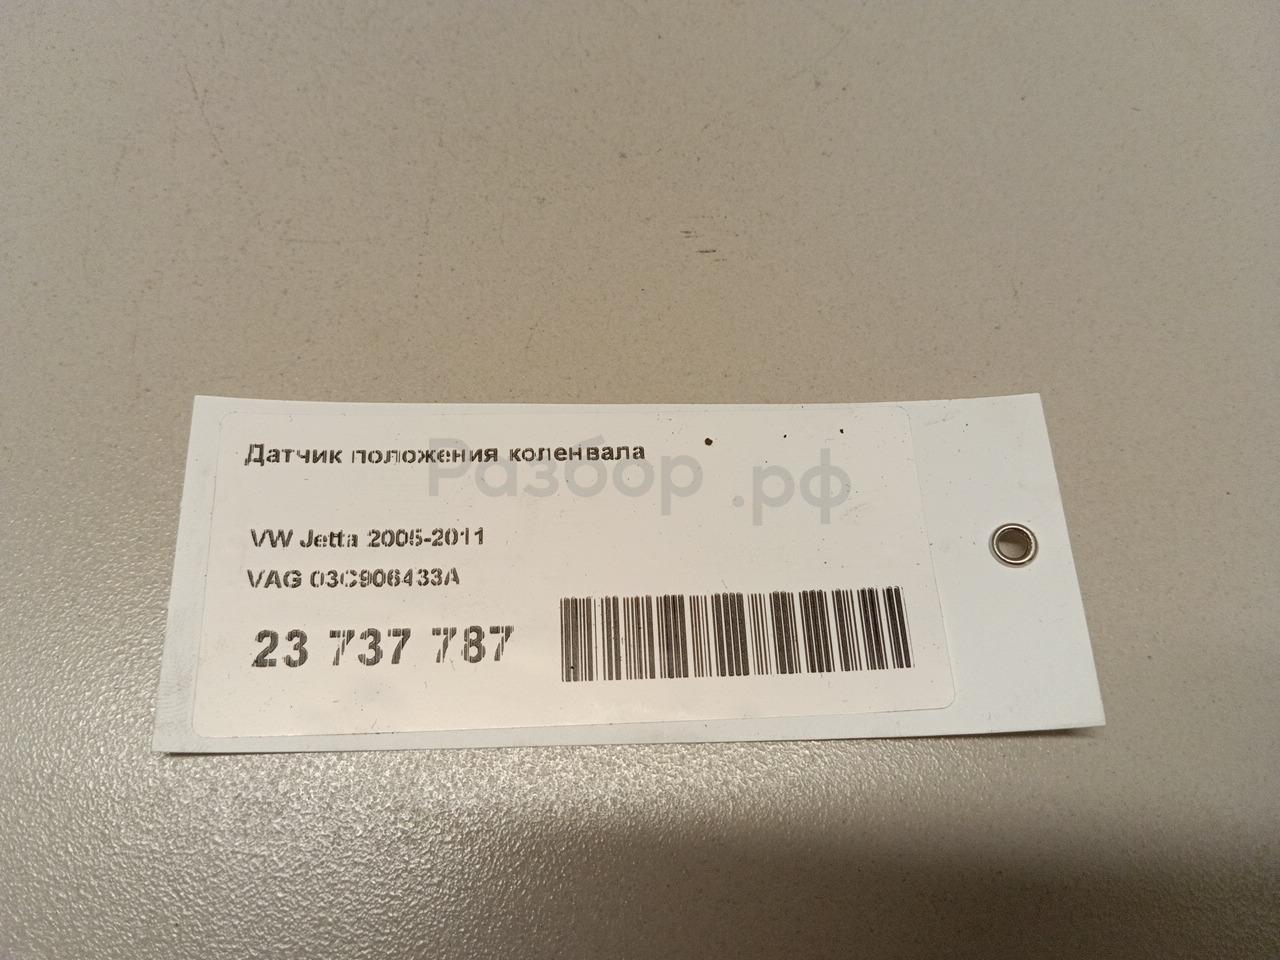 Датчик положения коленвала
Разбор.рф
VW Jetta 2005-2011
VAG 03C906433A
23 737 787